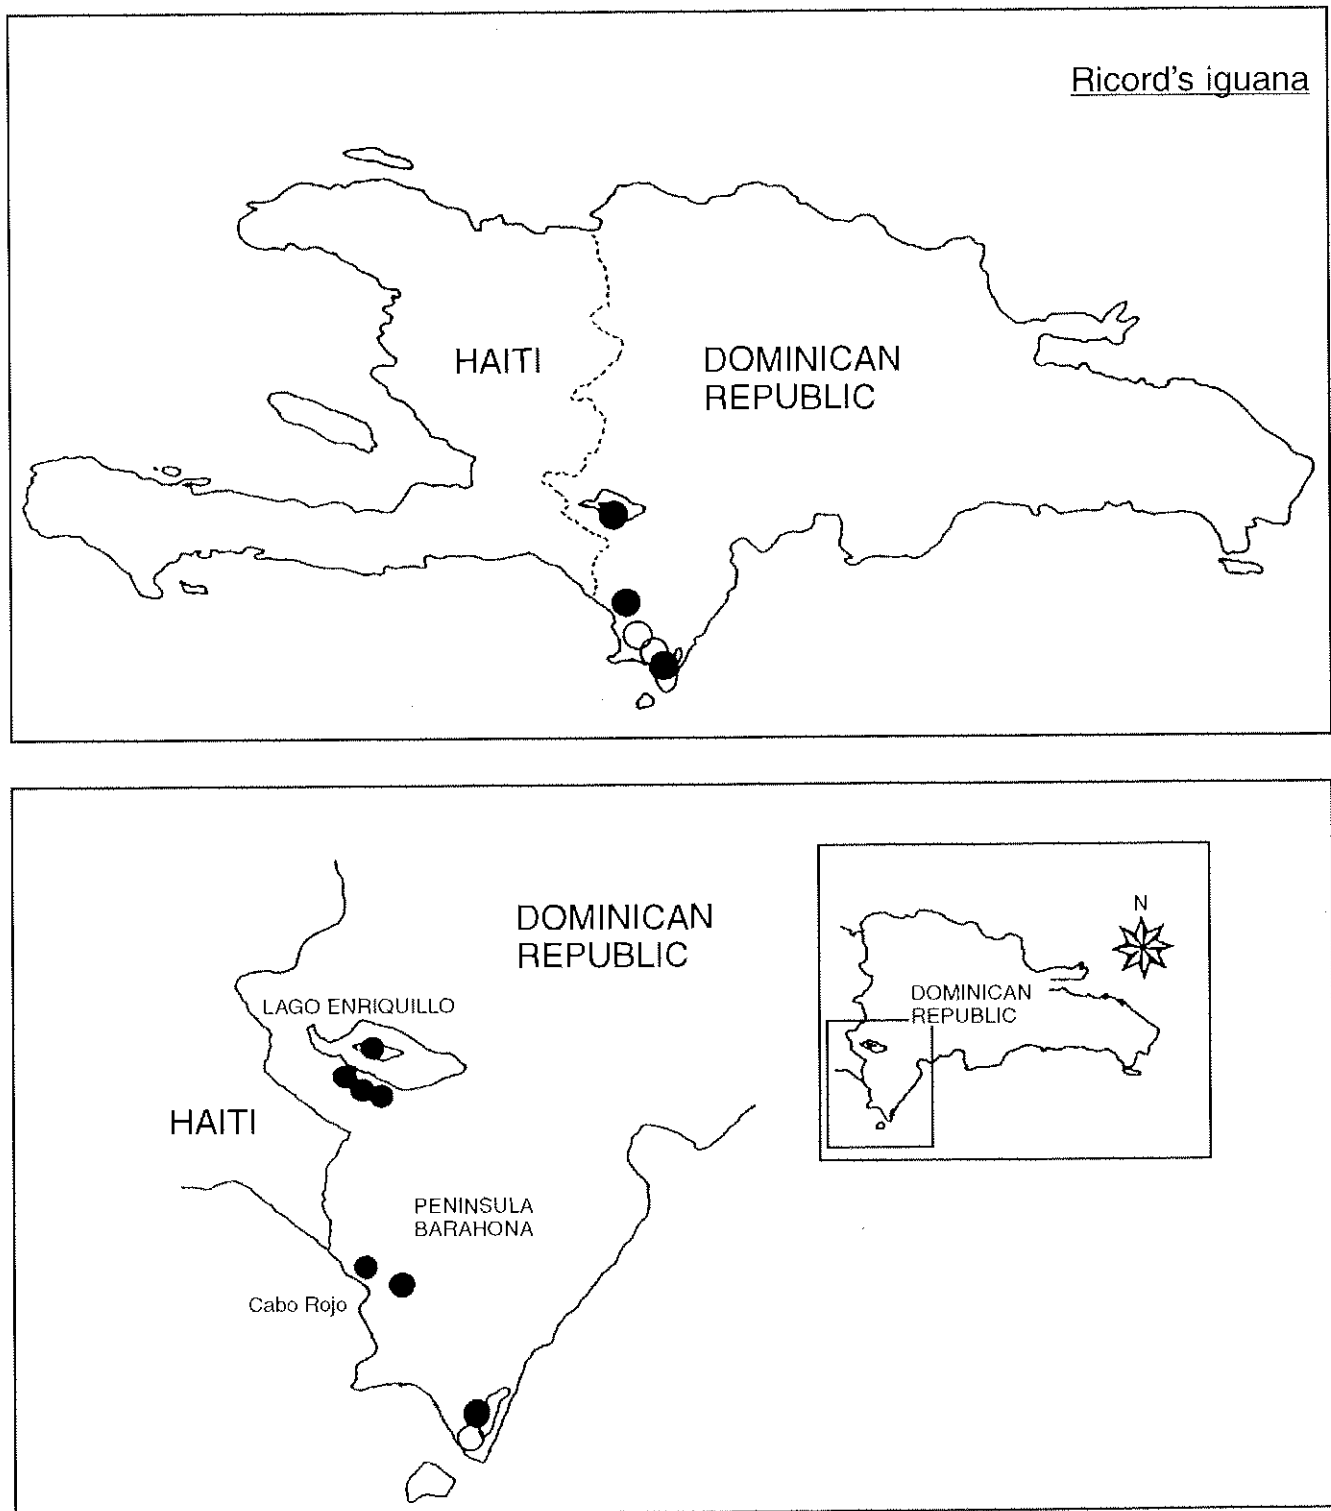 Ricord's iguana
HAITI
DOMINICAN
REPUBLIC
DOMINICAN
REPUBLIC
LAGO ENRIQUILLO
HAITI
PENINSULA
BARAHONA
Cabo Rojo
N
DOMINICAN
REPUBLIC